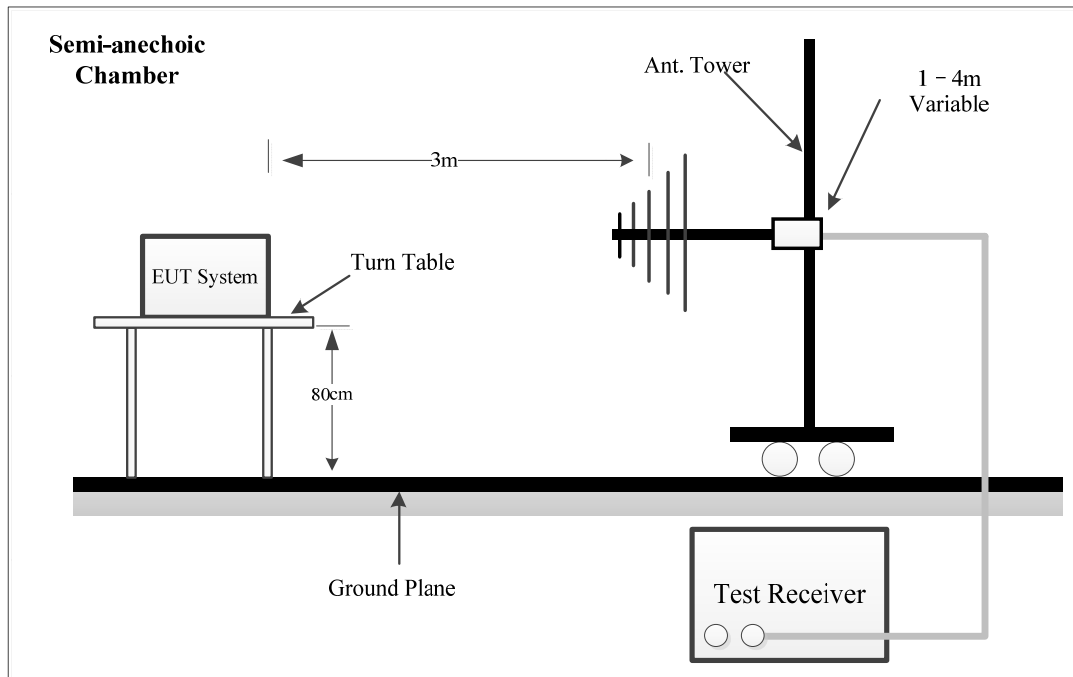 Semi-anechoic
Chamber
Ant. Tower
1 - 4m
Variable
3m
Turn Table
EUT System
80cm
Ground Plane
Test Receiver